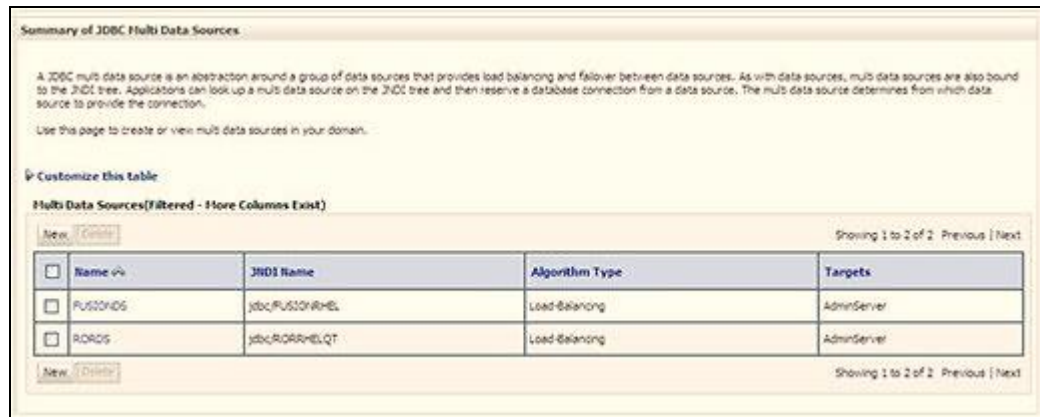 Summary of JDBC Multi Data Sources
A JDBC multi data source is an abstraction around a group of data sources that provides load balancing and failover between data sources. As with data sources, multi data sources are also bound
to the JNDI tree. Applications can look up a multi data source on the JNDI tree and then reserve a database connection from a data source. The multi data source determines from which data
source to provide the connection.
Use this page to create or view multi data sources in your domain.
Customize this table
Multi Data Sources(Filtered - More Columns Exist)
New Delete Showing 1 to 2 of 2 Previous | Next
Name JNDI Name Algorithm Type Targets
FUSIONDS jdbc/FUSIONRHEL Load-Balancing AdminServer
RORDS jdbc/RORRHELQT Load-Balancing AdminServer
New Delete Showing 1 to 2 of 2 Previous | Next